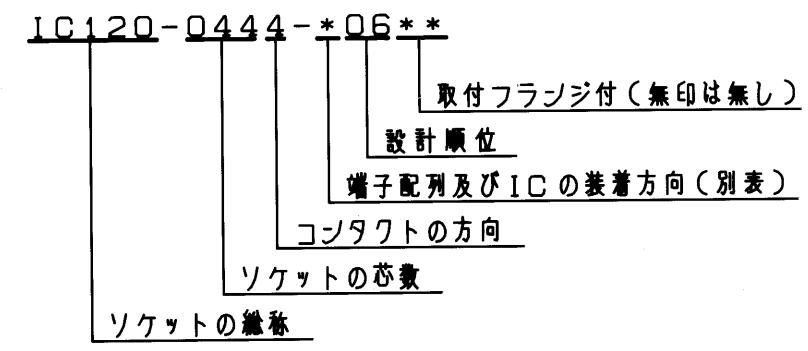 IC120-0444-*06**
取付フランジ付(無印は無し)
設計順位
端子配列及びICの装着方向(別表)
コンタクトの方向
ソケットの芯数
ソケットの総称